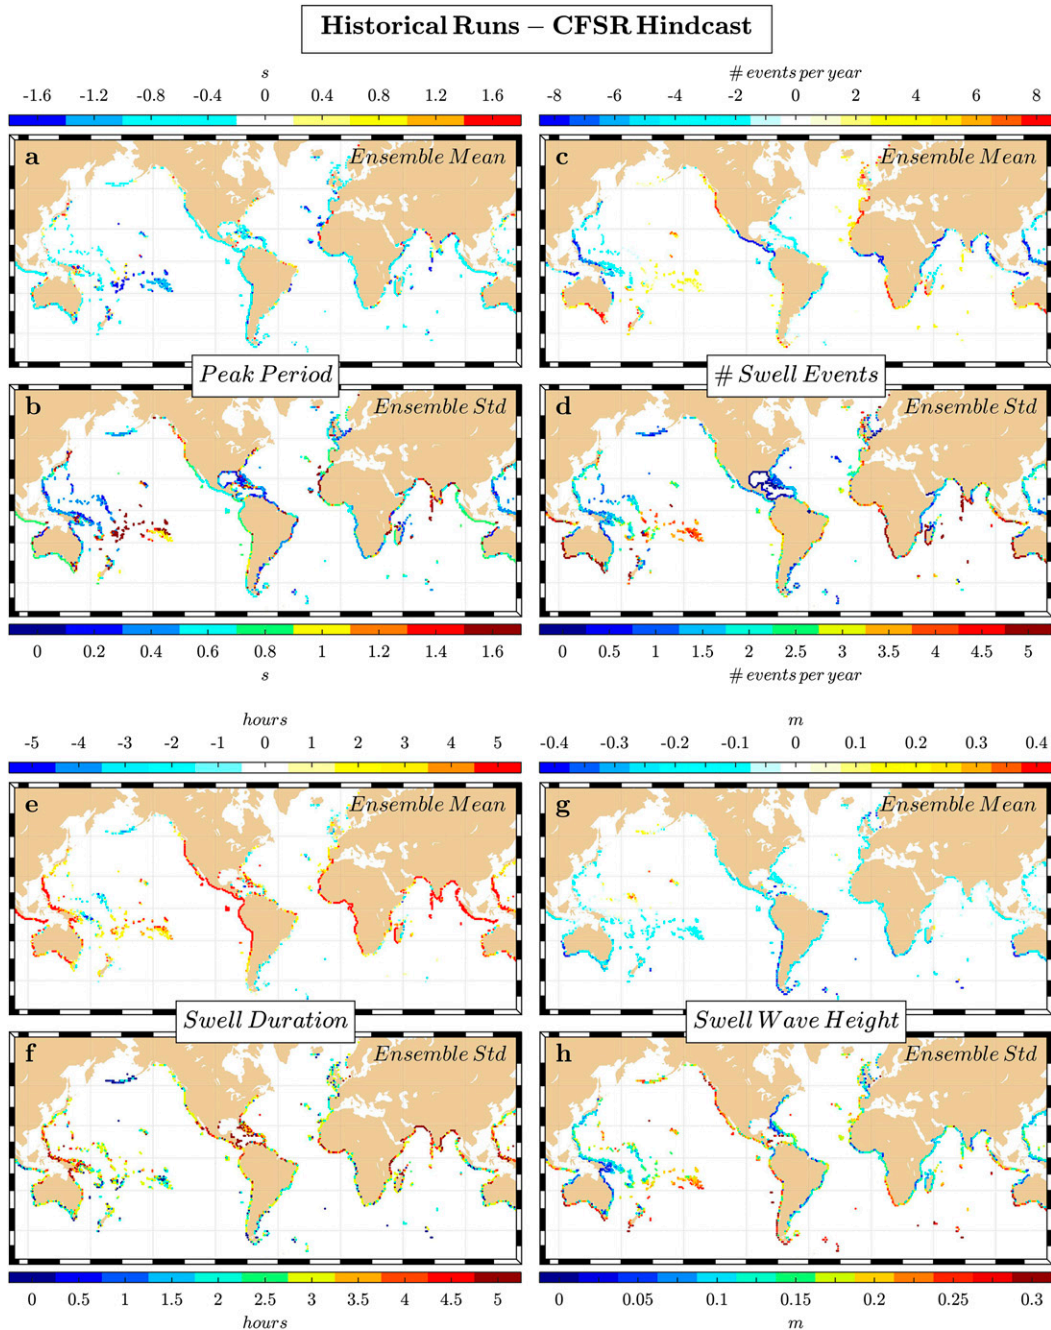 Historical Runs – CFSR Hindcast
s
-1.6 -1.2 -0.8 -0.4 0 0.4 0.8 1.2 1.6
# events per year
-8 -6 -4 -2 0 2 4 6 8
a Ensemble Mean
c Ensemble Mean
Peak Period
# Swell Events
b Ensemble Std
d Ensemble Std
0 0.2 0.4 0.6 0.8 1 1.2 1.4 1.6
s
0 0.5 1 1.5 2 2.5 3 3.5 4 4.5 5
# events per year
hours
-5 -4 -3 -2 -1 0 1 2 3 4 5
m
-0.4 -0.3 -0.2 -0.1 0 0.1 0.2 0.3 0.4
e Ensemble Mean
g Ensemble Mean
Swell Duration
Swell Wave Height
f Ensemble Std
h Ensemble Std
0 0.5 1 1.5 2 2.5 3 3.5 4 4.5 5
hours
0 0.05 0.1 0.15 0.2 0.25 0.3
m